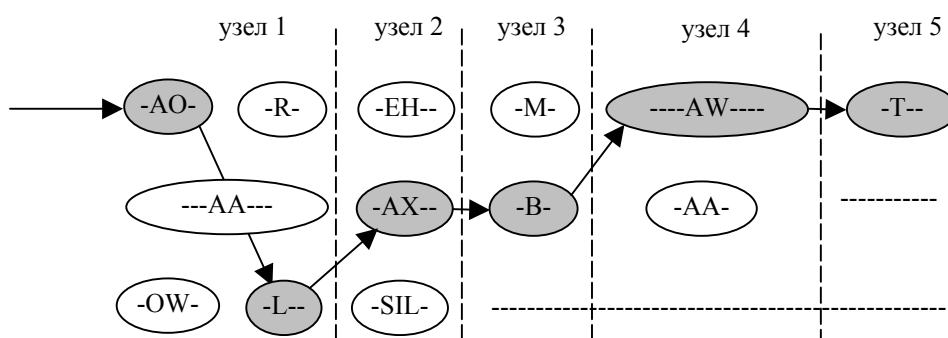 узел 1 узел 2 узел 3 узел 4 узел 5
-AO- -R- -EH-- -M- ----AW---- -T--
---AA--- -AX-- -B- -AA-
-OW- -L-- -SIL-